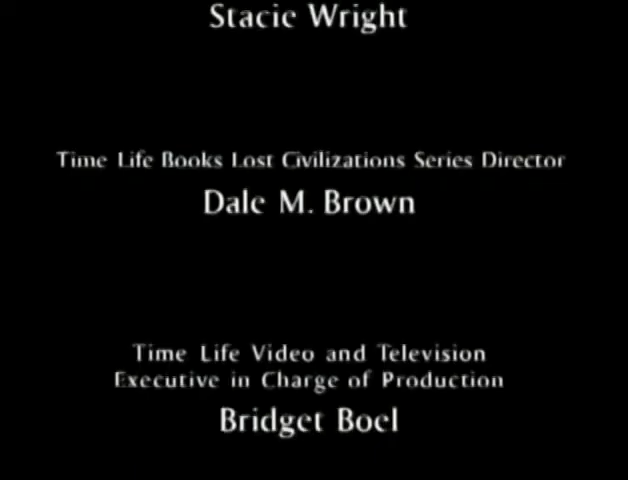 Stacie Wright
Time Life Books Lost Civilizations Series Director
Dale M. Brown
Time Life Video and Television
Executive in Charge of Production
Bridget Boel